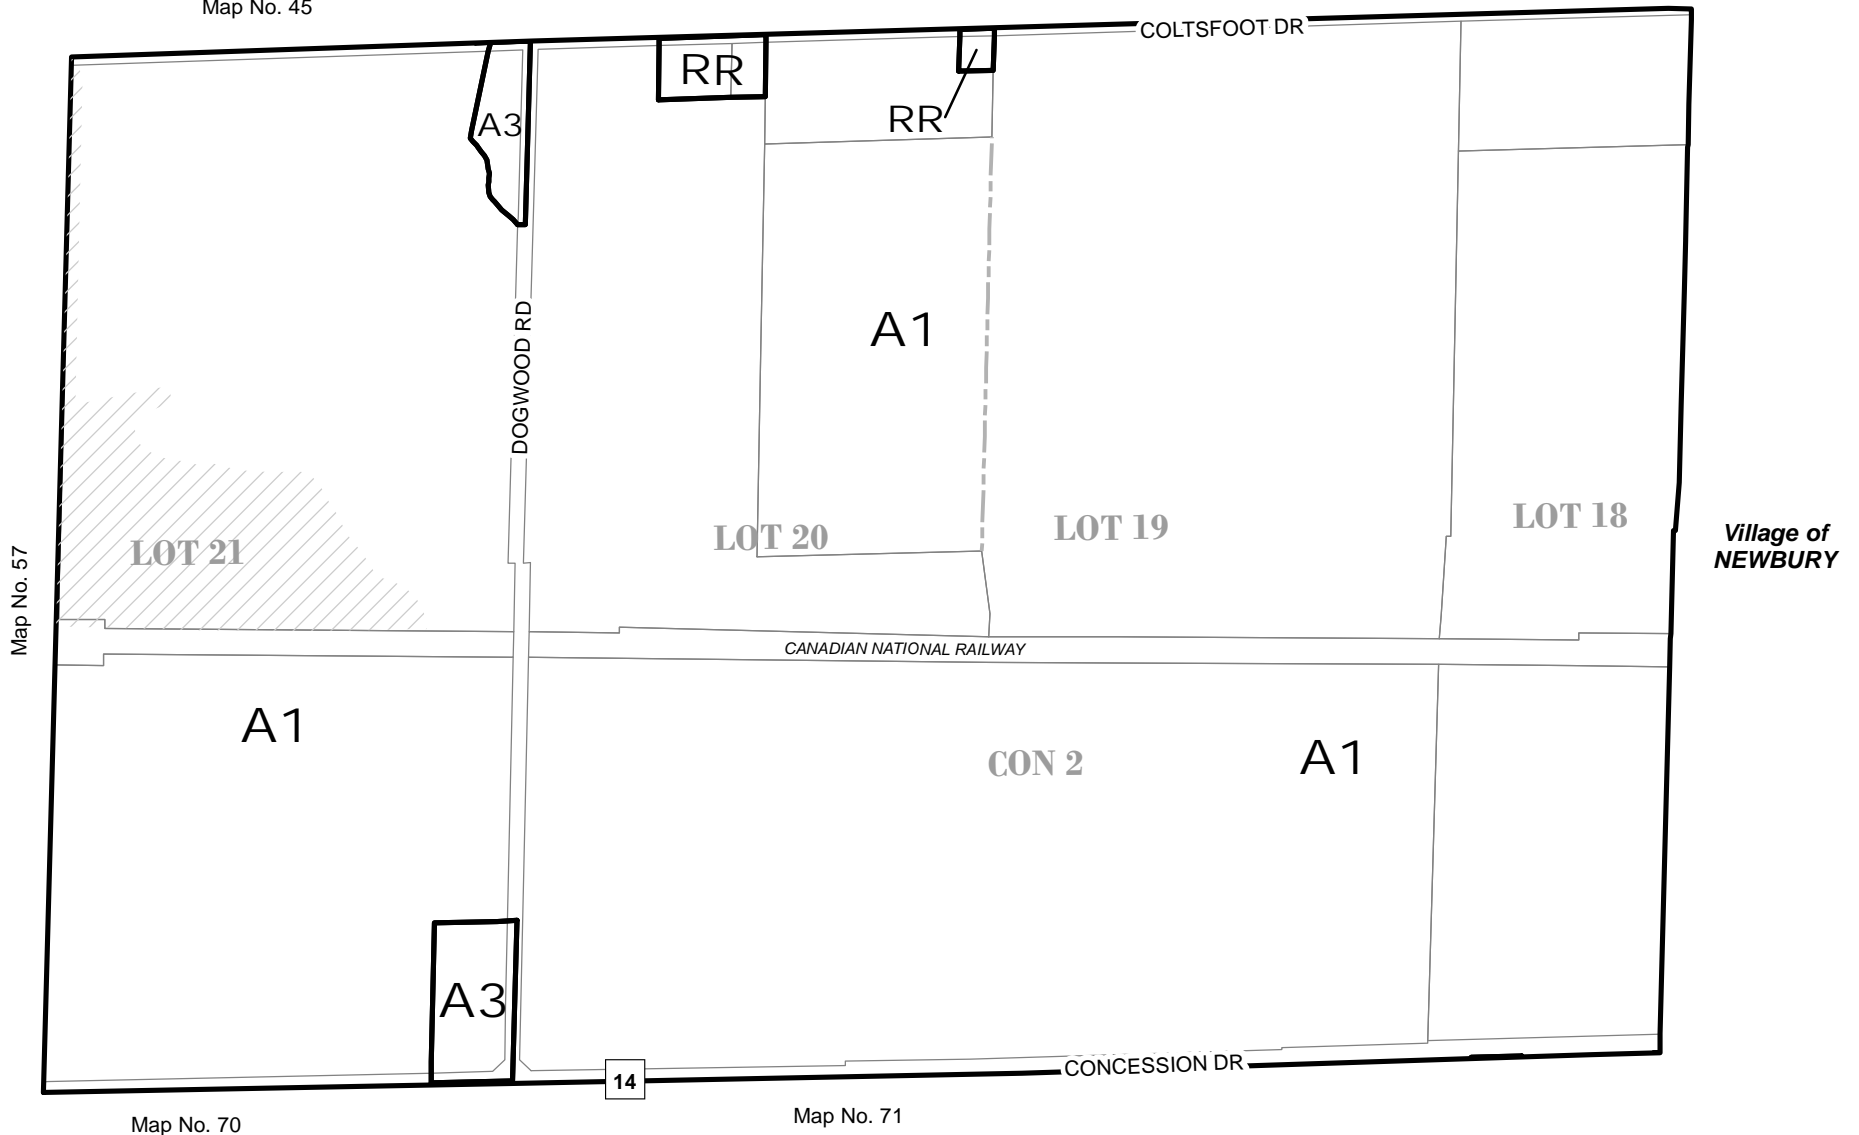 Map No. 45
COLTSFOOT DR
RR
RR
A3
A1
DOGWOOD RD
LOT 21
LOT 20
LOT 19
LOT 18
Village of
NEWBURY
Map No. 57
CANADIAN NATIONAL RAILWAY
A1
CON 2
A1
A3
14
CONCESSION DR
Map No. 70
Map No. 71